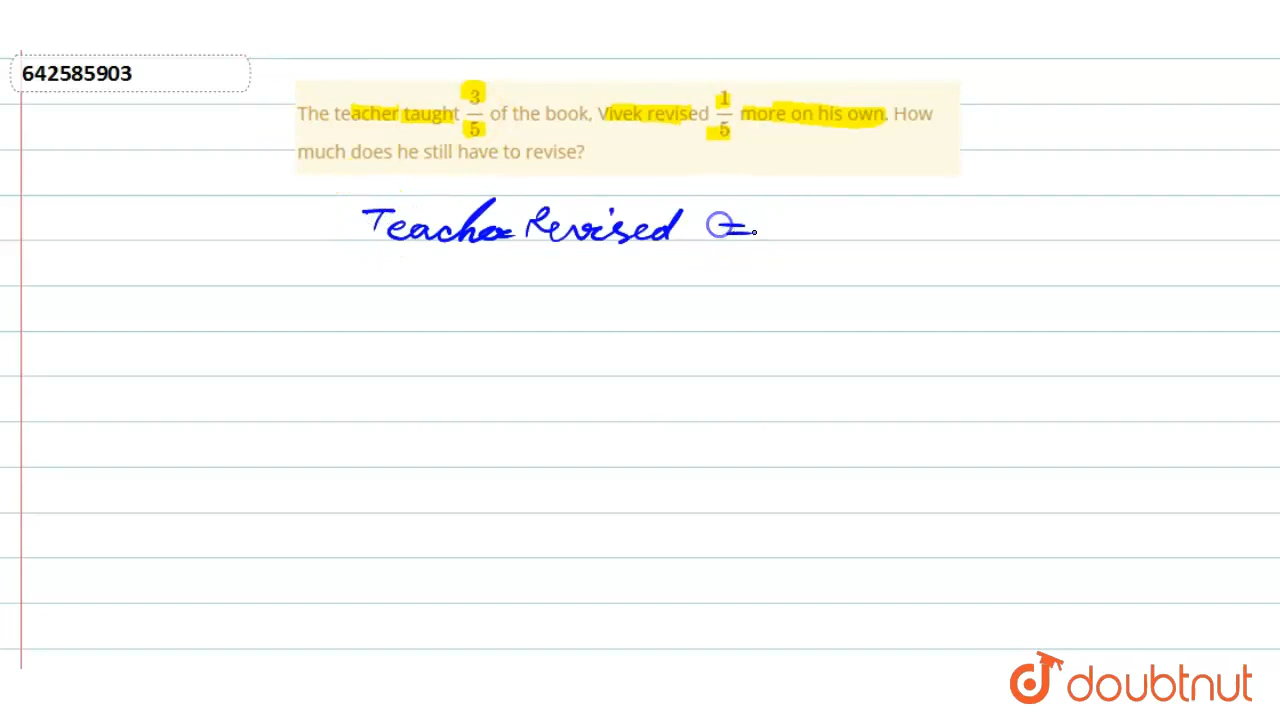 642585903
The teacher taught 3/5 of the book, Vivek revised 1/5 more on his own. How
much does he still have to revise?
Teacher Revised =
doubtnut